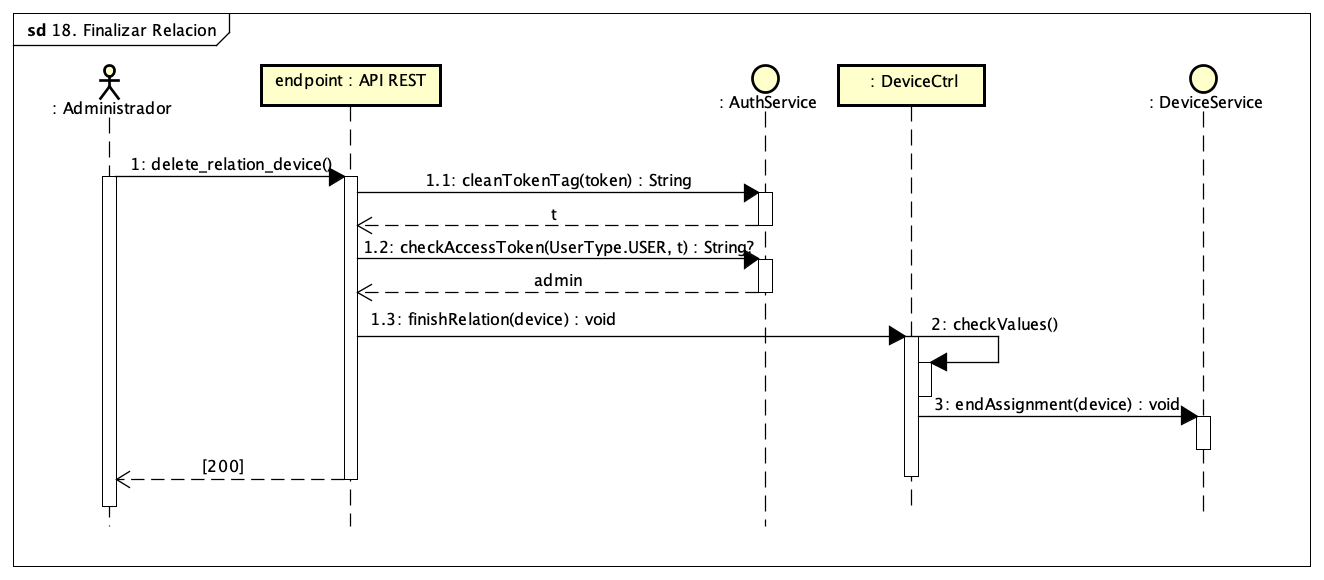 sd 18. Finalizar Relacion
: Administrador
endpoint : API REST
: AuthService
: DeviceCtrl
: DeviceService
1: delete_relation_device()
1.1: cleanTokenTag(token) : String
t
1.2: checkAccessToken(UserType.USER, t) : String?
admin
1.3: finishRelation(device) : void
2: checkValues()
3: endAssignment(device) : void
[200]